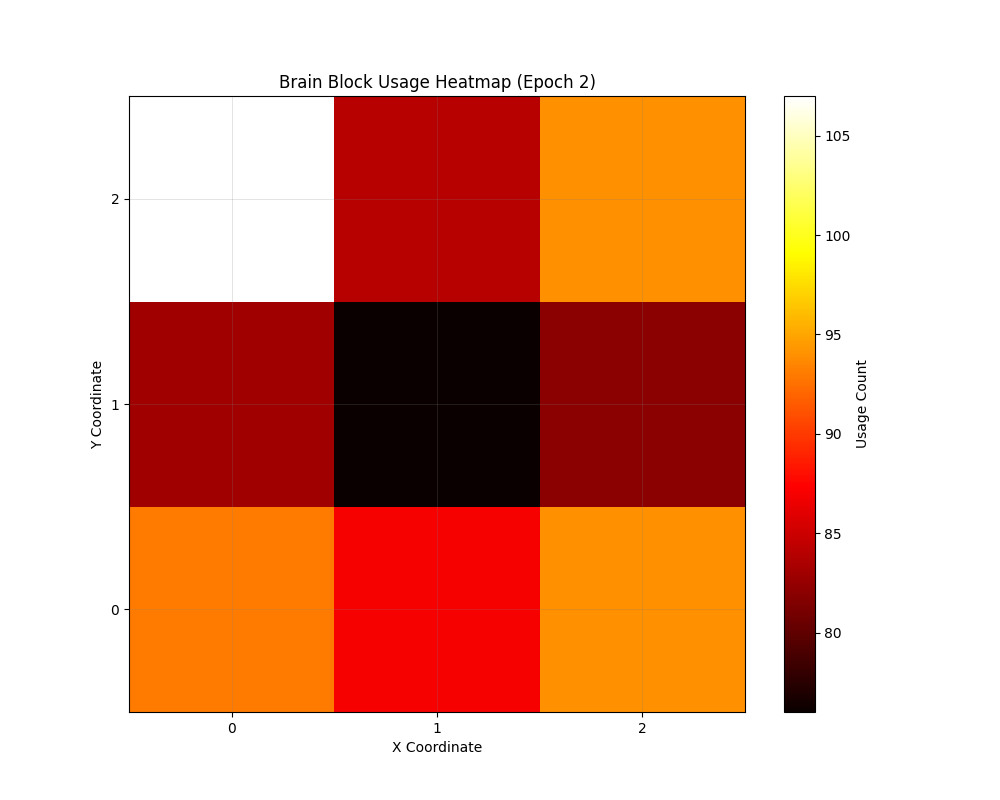 Brain Block Usage Heatmap (Epoch 2)
2
1
0
Y Coordinate
0 1 2
X Coordinate
105
100
95
90
85
80
Usage Count